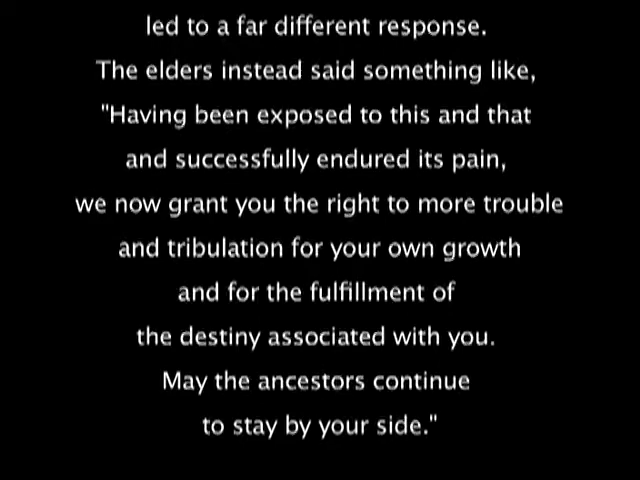 led to a far different response.
The elders instead said something like,
"Having been exposed to this and that
and successfully endured its pain,
we now grant you the right to more trouble
and tribulation for your own growth
and for the fulfillment of
the destiny associated with you.
May the ancestors continue
to stay by your side."